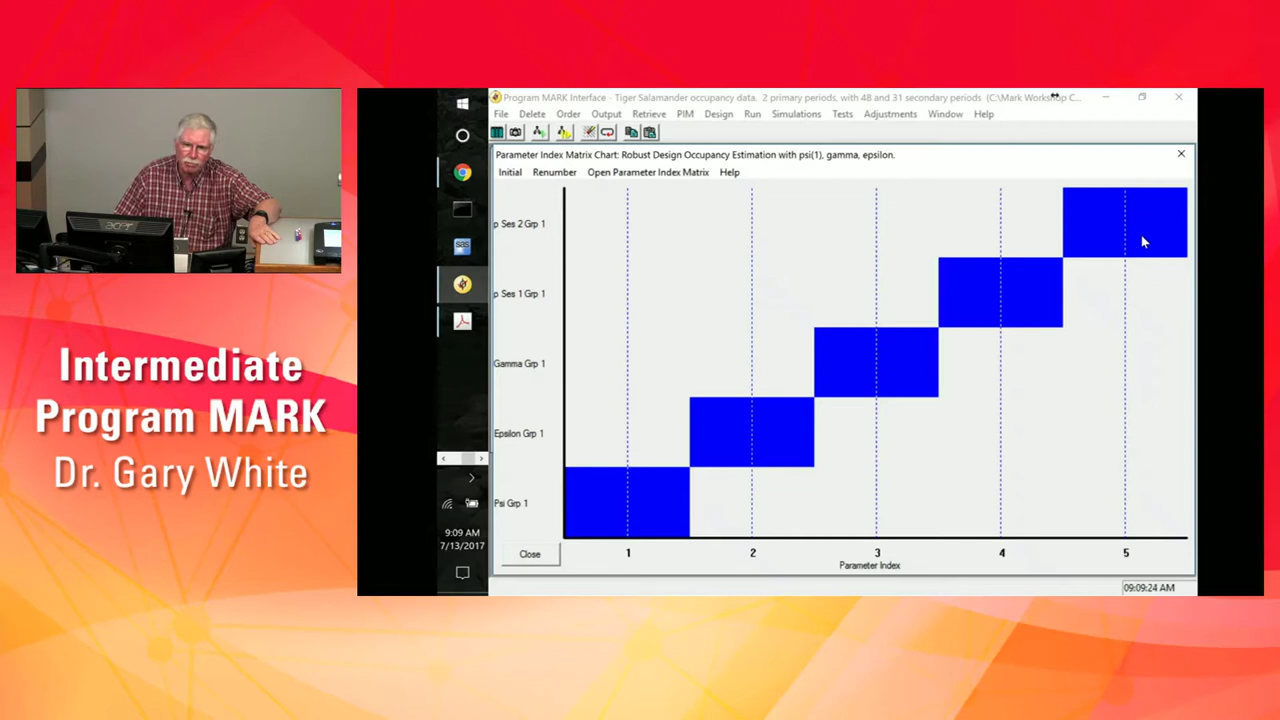 Intermediate
Program MARK
Dr. Gary White
acer
sas
9:09 AM
7/13/2017
Program MARK Interface - Tiger Salamander occupancy data. 2 primary periods, with 48 and 31 secondary periods (C:\Mark Workshop C...
File Delete Order Output Retrieve PIM Design Run Simulations Tests Adjustments Window Help
Parameter Index Matrix Chart: Robust Design Occupancy Estimation with psi(1), gamma, epsilon.
Initial Renumber Open Parameter Index Matrix Help
p Ses 2 Grp 1
p Ses 1 Grp 1
Gamma Grp 1
Epsilon Grp 1
Psi Grp 1
Close
1 2 3 4 5
Parameter Index
09:09:24 AM